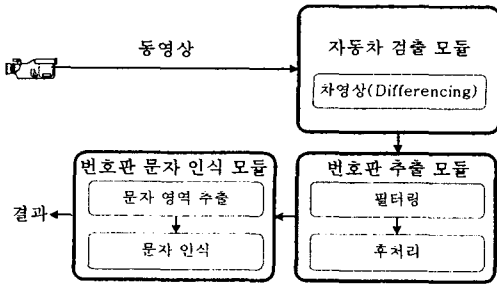 동영상
자동차 검출 모듈
차영상(Differencing)
번호판 추출 모듈
필터링
후처리
번호판 문자 인식 모듈
문자 영역 추출
문자 인식
결과